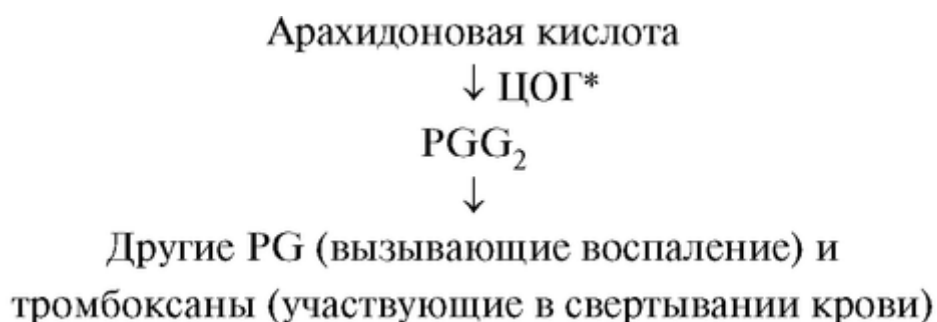 Арахидоновая кислота
↓ ЦОГ*
PGG₂
↓
Другие PG (вызывающие воспаление) и
тромбоксаны (участвующие в свертывании крови)